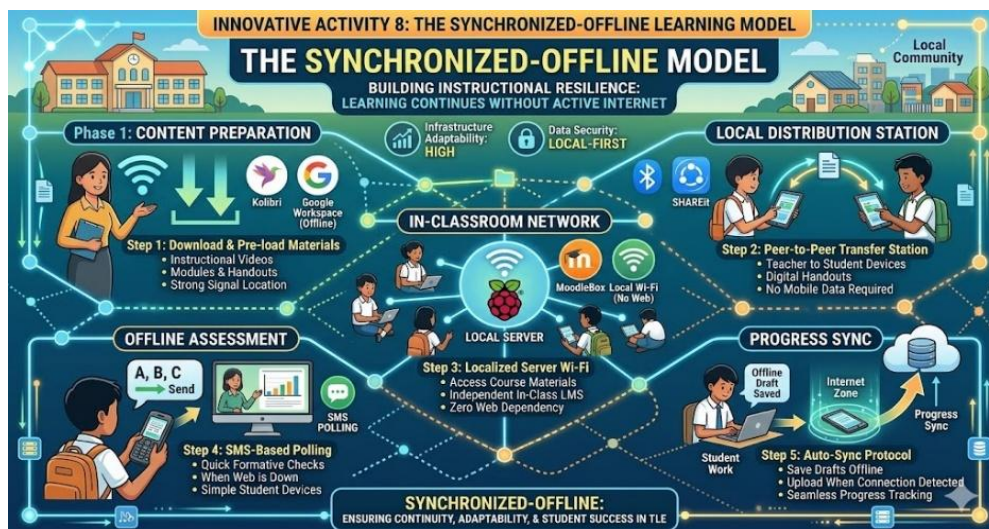 INNOVATIVE ACTIVITY 8: THE SYNCHRONIZED-OFFLINE LEARNING MODEL
THE SYNCHRONIZED-OFFLINE MODEL
BUILDING INSTRUCTIONAL RESILIENCE:
LEARNING CONTINUES WITHOUT ACTIVE INTERNET
Local
Community
Phase 1: CONTENT PREPARATION
Infrastructure
Adaptability:
HIGH
Data Security:
LOCAL-FIRST
LOCAL DISTRIBUTION STATION
Kolibri
Google
Workspace
(Offline)
Step 1: Download & Pre-load Materials
• Instructional Videos
• Modules & Handouts
• Strong Signal Location
IN-CLASSROOM NETWORK
MoodleBox
Local Wi-Fi
(No Web)
LOCAL SERVER
Step 3: Localized Server Wi-Fi
• Access Course Materials
• Independent In-Class LMS
• Zero Web Dependency
SHAREit
Step 2: Peer-to-Peer Transfer Station
• Teacher to Student Devices
• Digital Handouts
• No Mobile Data Required
OFFLINE ASSESSMENT
A, B, C
Send
SMS
POLLING
Step 4: SMS-Based Polling
• Quick Formative Checks
• When Web is Down
• Simple Student Devices
PROGRESS SYNC
Offline
Draft
Saved
Internet
Zone
Progress
Sync
Student
Work
Step 5: Auto-Sync Protocol
• Save Drafts Offline
• Upload When Connection Detected
• Seamless Progress Tracking
SYNCHRONIZED-OFFLINE:
ENSURING CONTINUITY, ADAPTABILITY, & STUDENT SUCCESS IN TLE